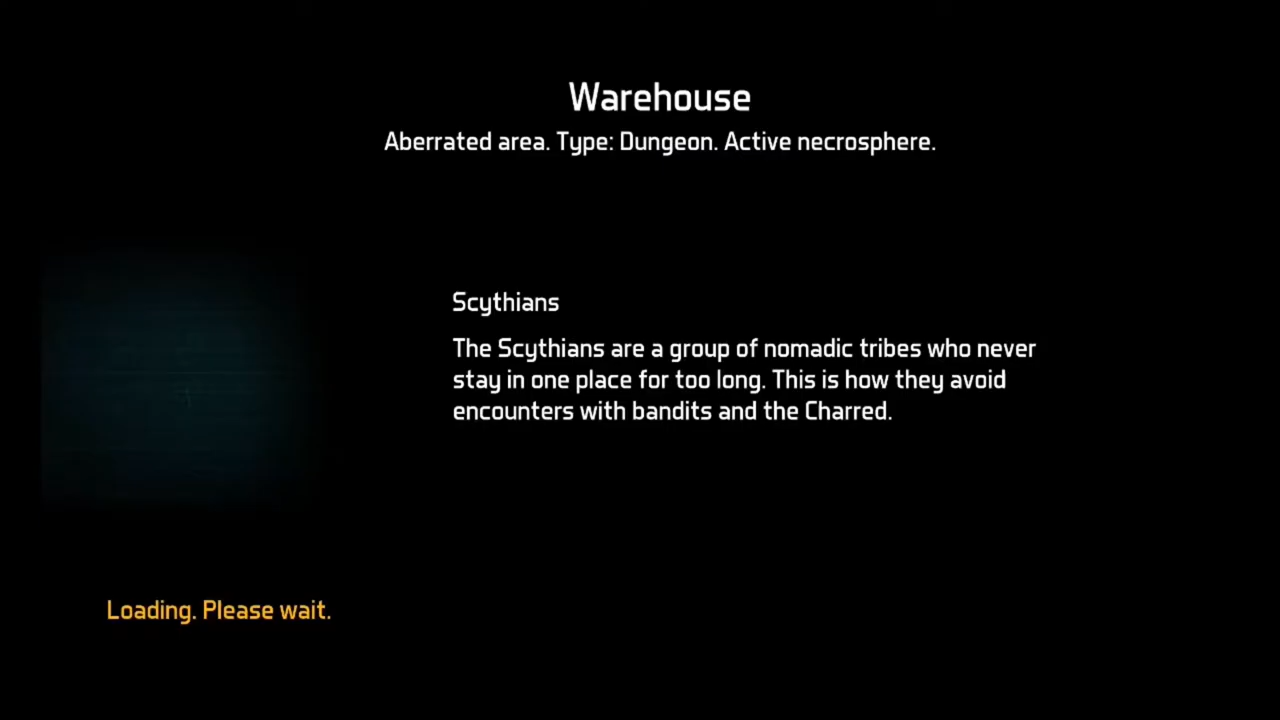 Warehouse
Aberrated area. Type: Dungeon. Active necrosphere.
Scythians
The Scythians are a group of nomadic tribes who never
stay in one place for too long. This is how they avoid
encounters with bandits and the Charred.
Loading. Please wait.